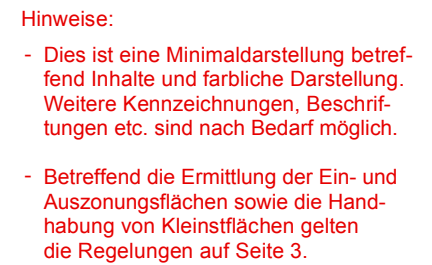 Hinweise:
- Dies ist eine Minimaldarstellung betref-
fend Inhalte und farbliche Darstellung.
Weitere Kennzeichnungen, Beschrif-
tungen etc. sind nach Bedarf möglich.
- Betreffend die Ermittlung der Ein- und
Auszonungsflächen sowie die Hand-
habung von Kleinstflächen gelten
die Regelungen auf Seite 3.